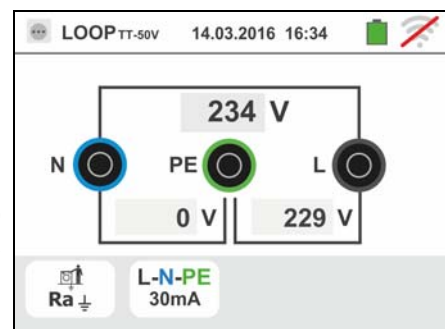 LOOP TT-50V 14.03.2016 16:34
234 V
N PE L
0 V 229 V
Ra L-N-PE
30mA